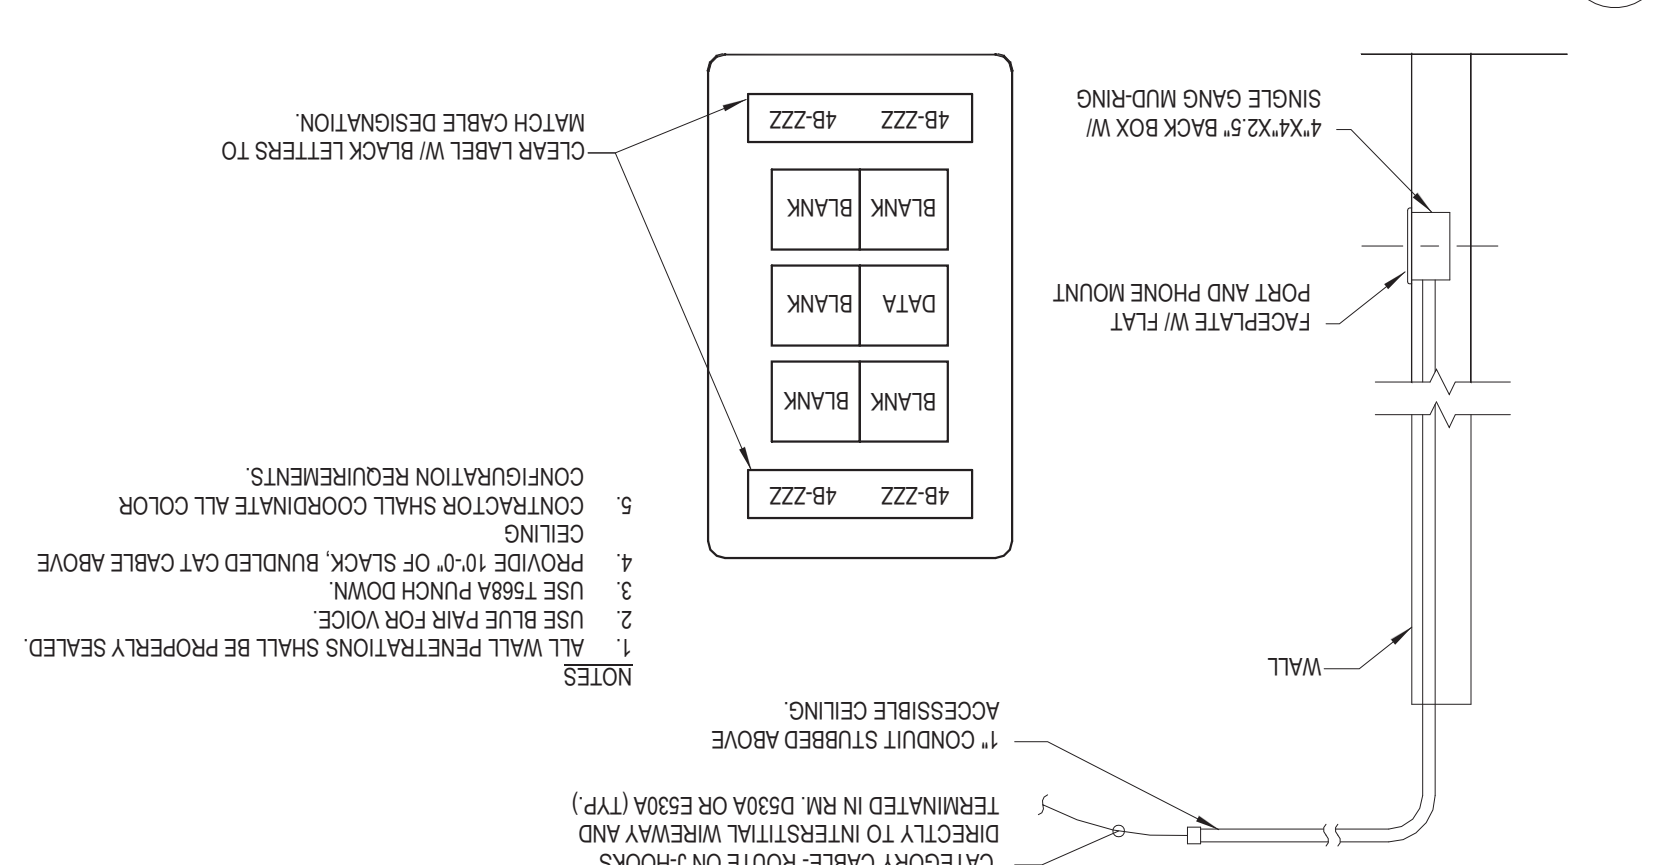 CATEGORY CABLE- ROUTE ON J-HOOKS
DIRECTLY TO INTERSTITIAL WIREWAY AND
TERMINATED IN RM. D530A OR E530A (TYP.)
1" CONDUIT STUBBED ABOVE
ACCESSIBLE CEILING.
WALL
FACEPLATE W/ FLAT
PORT AND PHONE MOUNT
4"X4"X2.5" BACK BOX W/
SINGLE GANG MUD-RING
4B-ZZZ 4B-ZZZ
BLANK BLANK
DATA BLANK
BLANK BLANK
4B-ZZZ 4B-ZZZ
NOTES
1. ALL WALL PENETRATIONS SHALL BE PROPERLY SEALED.
2. USE BLUE PAIR FOR VOICE.
3. USE T568A PUNCH DOWN.
4. PROVIDE 10'-0" OF SLACK, BUNDLED CAT CABLE ABOVE
CEILING
5. CONTRACTOR SHALL COORDINATE ALL COLOR
CONFIGURATION REQUIREMENTS.
CLEAR LABEL W/ BLACK LETTERS TO
MATCH CABLE DESIGNATION.